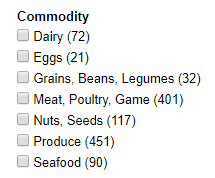 Commodity
Dairy (72)
Eggs (21)
Grains, Beans, Legumes (32)
Meat, Poultry, Game (401)
Nuts, Seeds (117)
Produce (451)
Seafood (90)